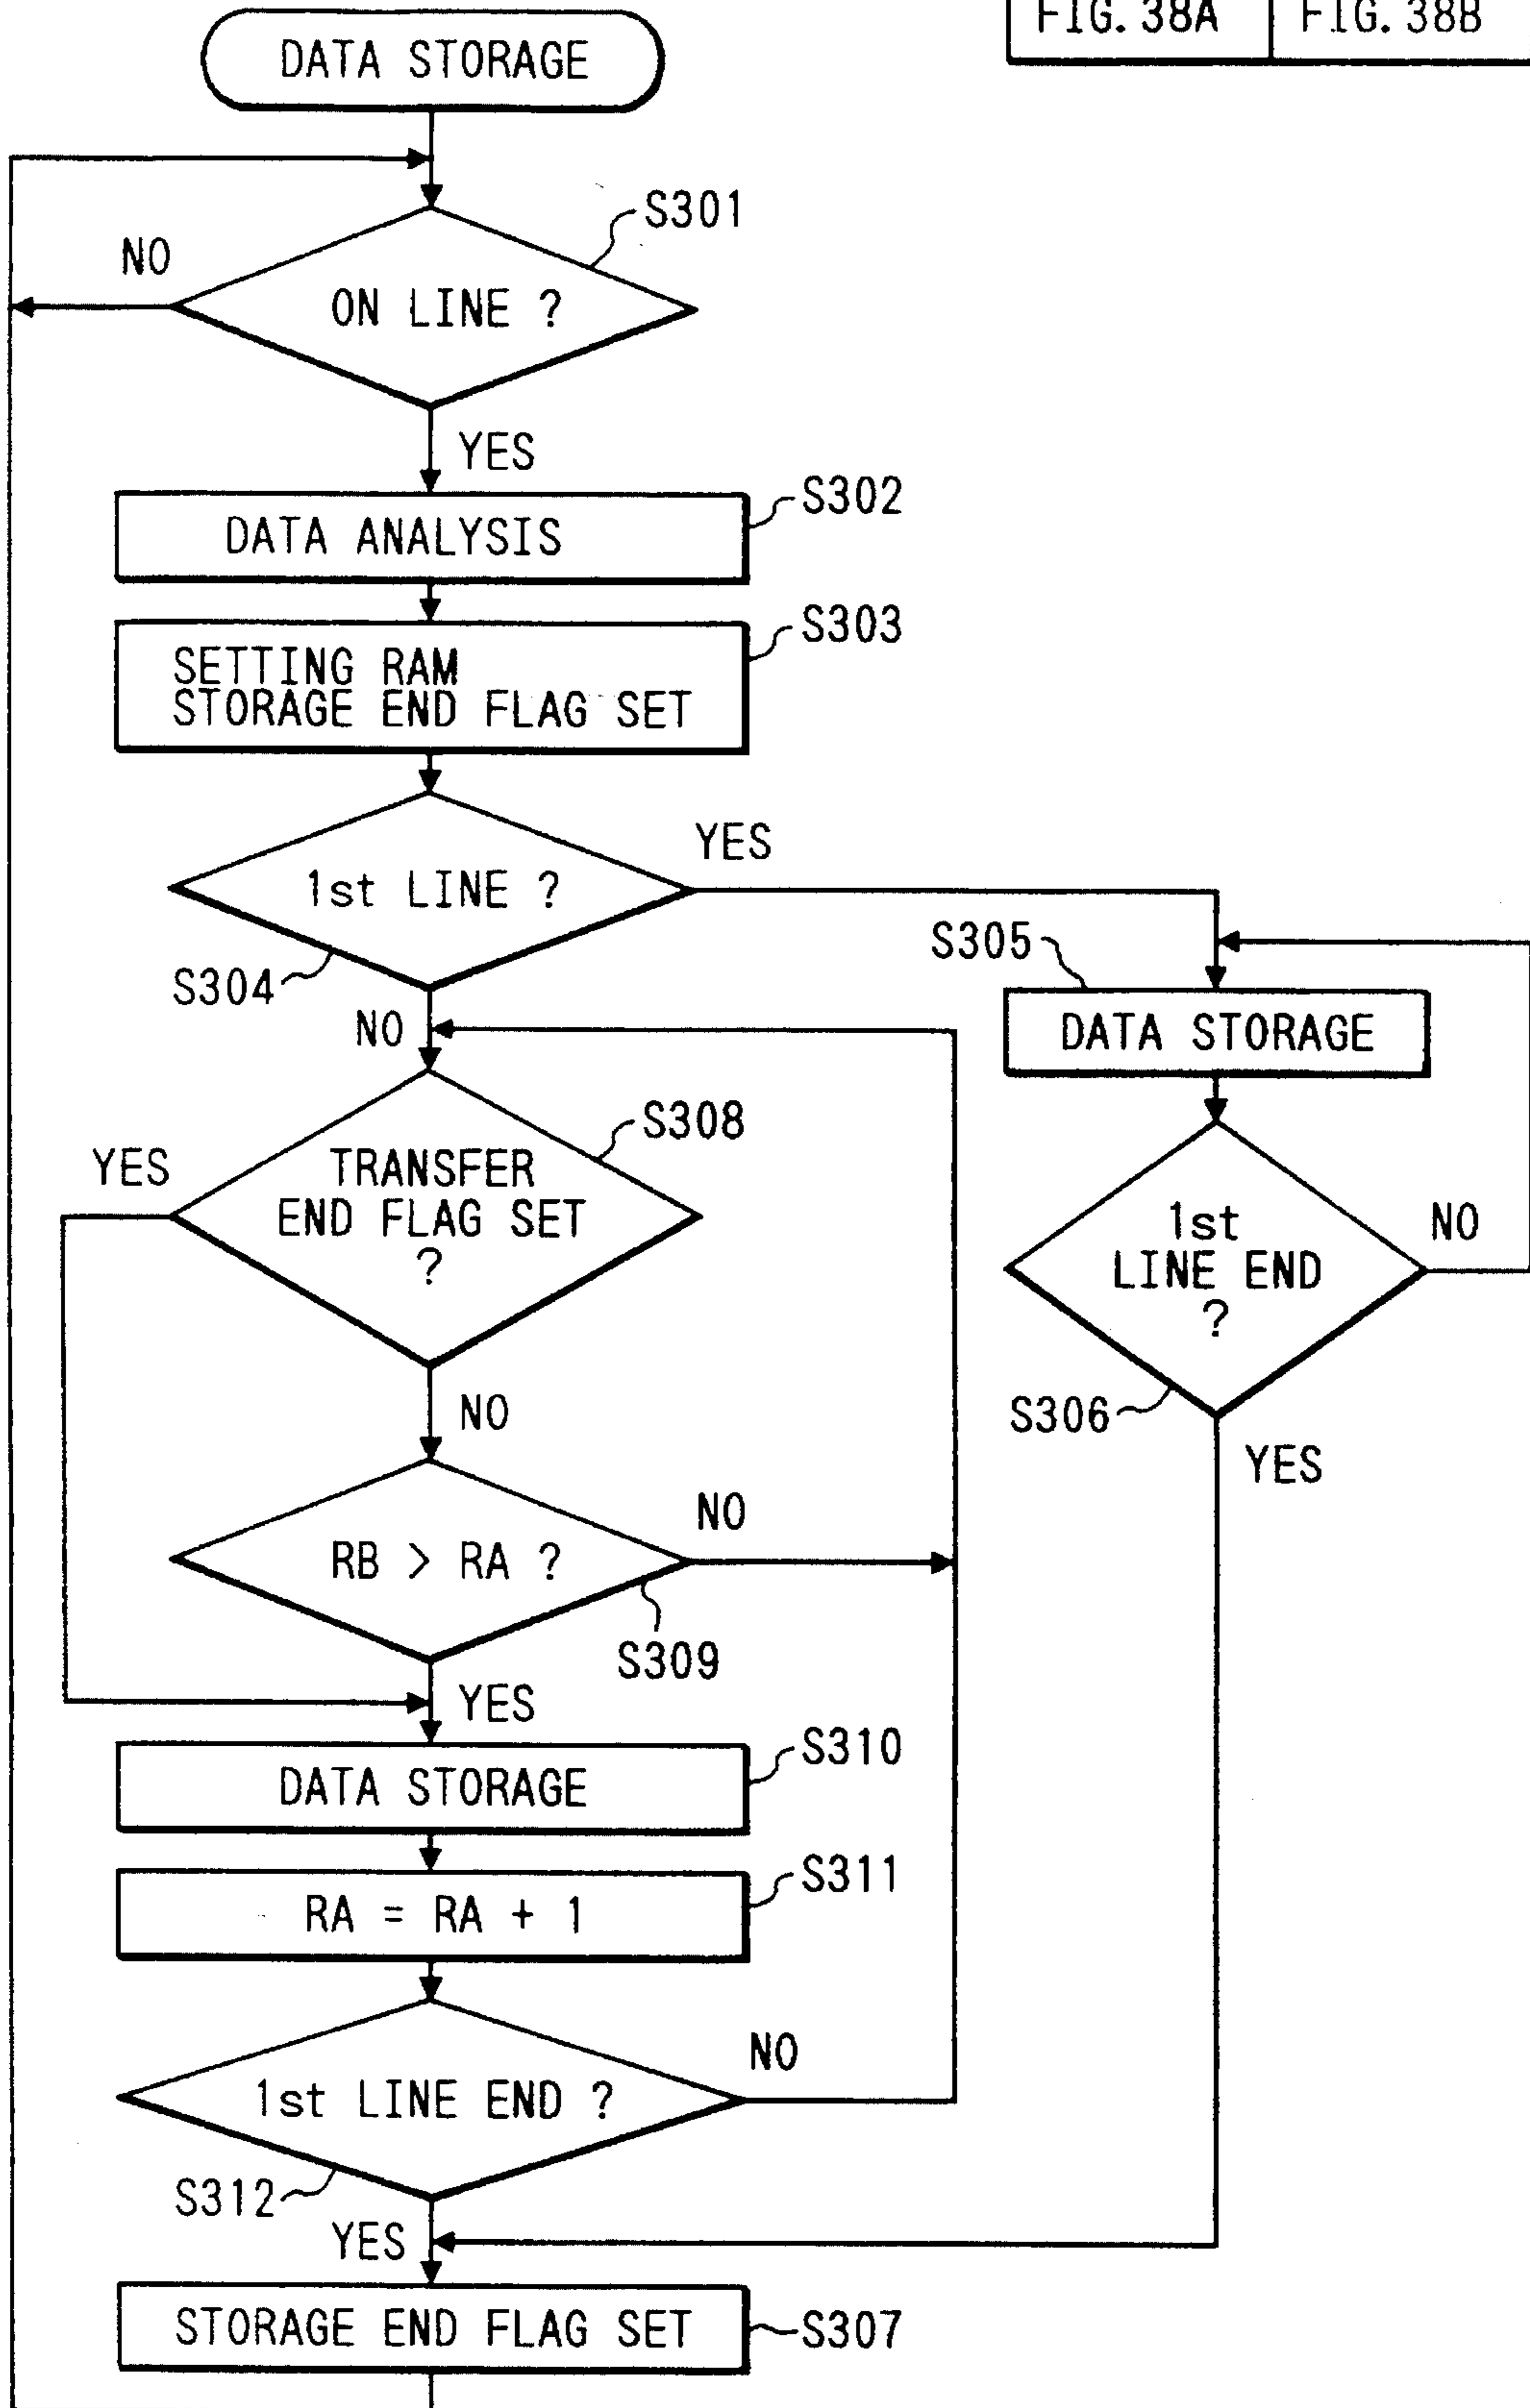 FIG. 38A FIG. 38B
DATA STORAGE
S301
NO
ON LINE ?
YES
S302
DATA ANALYSIS
S303
SETTING RAM
STORAGE END FLAG SET
YES
1st LINE ?
S304
S305
NO
DATA STORAGE
S308
YES
TRANSFER
END FLAG SET
?
1st
LINE END
?
NO
S306
NO
YES
NO
RB > RA ?
S309
YES
S310
DATA STORAGE
S311
RA = RA + 1
NO
1st LINE END ?
S312
YES
STORAGE END FLAG SET
S307